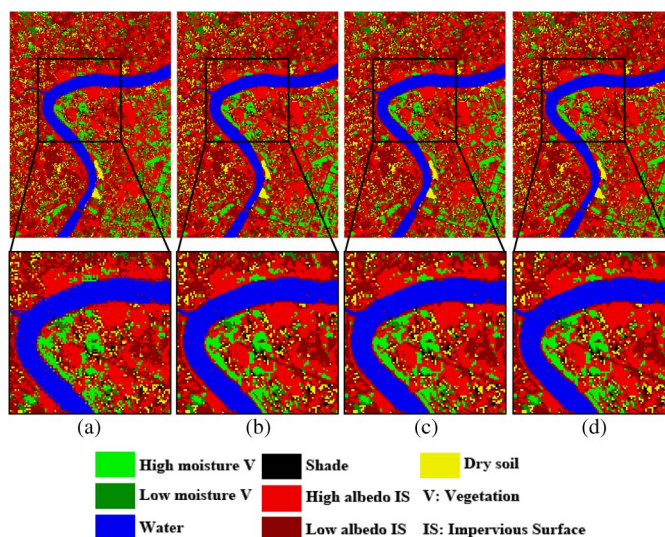 (a) (b) (c) (d)
High moisture V Shade Dry soil
Low moisture V High albedo IS V: Vegetation
Water Low albedo IS IS: Impervious Surface